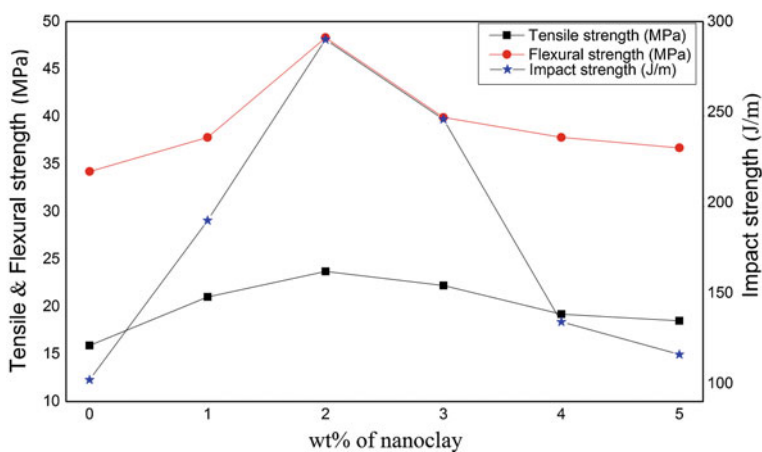 Tensile strength (MPa)
Flexural strength (MPa)
Impact strength (J/m)
Tensile & Flexural strength (MPa)
50
45
40
35
30
25
20
15
10
300
250
200
150
100
Impact strength (J/m)
0 1 2 3 4 5
wt% of nanoclay